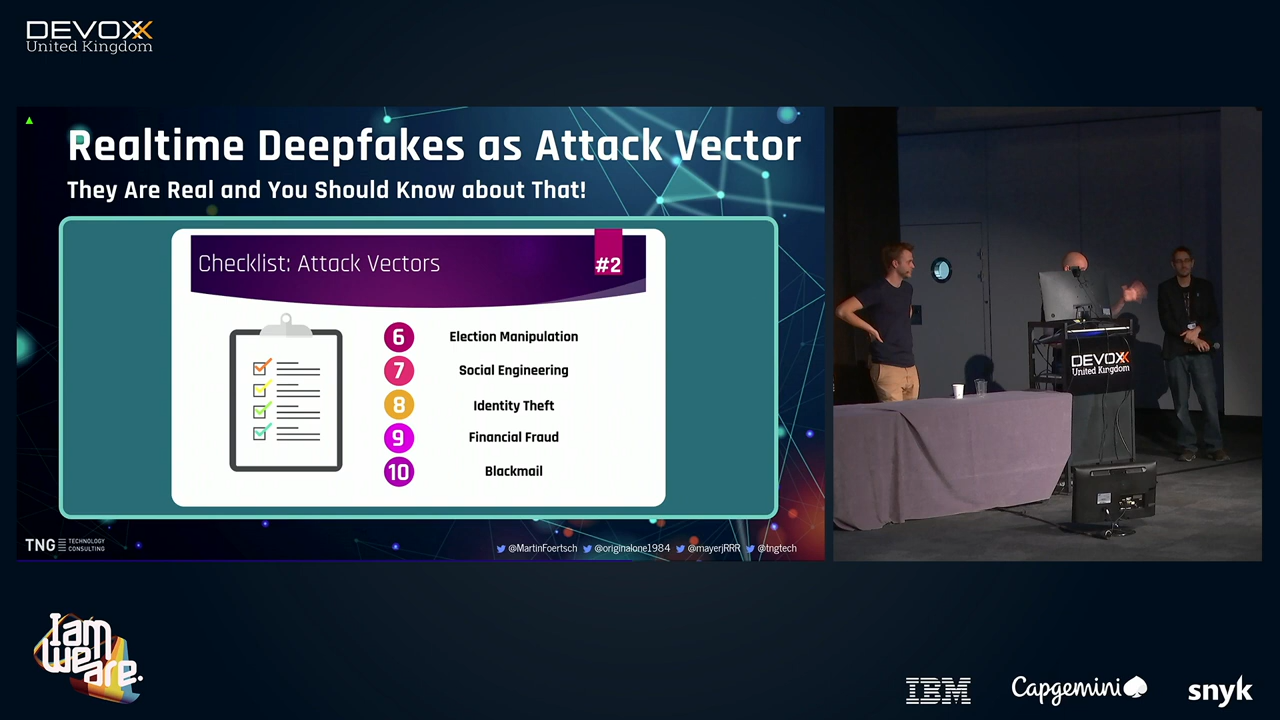 DEVOXX
United Kingdom
Realtime Deepfakes as Attack Vector
They Are Real and You Should Know about That!
Checklist: Attack Vectors
#2
6 Election Manipulation
7 Social Engineering
8 Identity Theft
9 Financial Fraud
10 Blackmail
TNG TECHNOLOGY
CONSULTING
@MartinFoertsch @originalone1984 @mayerjRRR @tngtech
DEVOXX
United Kingdom
I am
we
are.
IBM
Capgemini
snyk